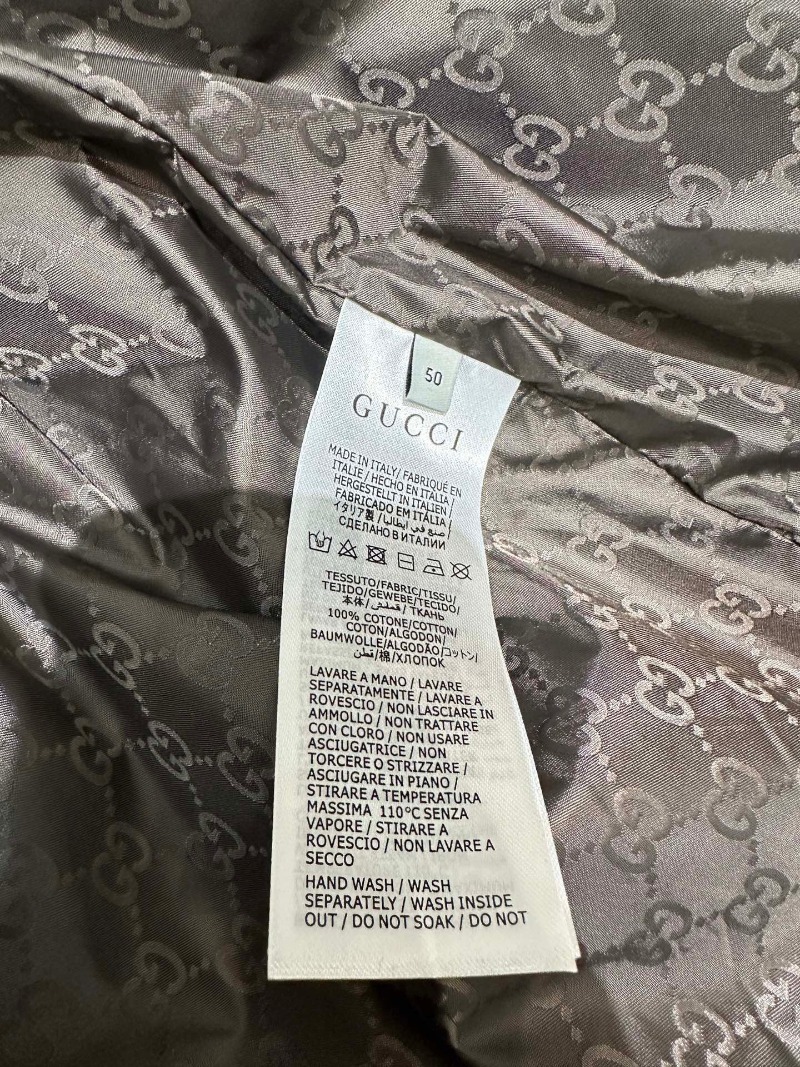 50
GUCCI
MADE IN ITALY/ FABRIQUÉ EN
ITALIE / HECHO EN ITALIA /
HERGESTELLT IN ITALIEN
FABRICADO EM ITÁLIA/
イタリア製/صنع في ايطاليا/
СДЕЛАНО В ИТАЛИИ
TESSUTO/FABRIC/TISSU/
TEJIDO/GEWEBE/TECIDO/
本体/قماش/ТКАНЬ
100% COTONE/COTTON/
COTON/ALGODON/
BAUMWOLLE/ALGODÃO/コットン/
قطن/棉/ХЛОПОК
LAVARE A MANO / LAVARE
SEPARATAMENTE / LAVARE A
ROVESCIO / NON LASCIARE IN
AMMOLLO / NON TRATTARE
CON CLORO / NON USARE
ASCIUGATRICE / NON
TORCERE O STRIZZARE /
ASCIUGARE IN PIANO /
STIRARE A TEMPERATURA
MASSIMA 110°C SENZA
VAPORE / STIRARE A
ROVESCIO / NON LAVARE A
SECCO
HAND WASH / WASH
SEPARATELY / WASH INSIDE
OUT / DO NOT SOAK / DO NOT